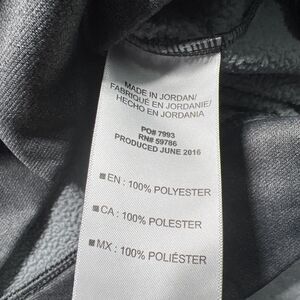 MADE IN JORDAN/
FABRIQUÉ EN JORDANIE/
HECHO EN JORDANIA
PO# 7993
RN# 59786
PRODUCED JUNE 2016
■ EN : 100% POLYESTER
■ CA : 100% POLESTER
■ MX : 100% POLIÉSTER